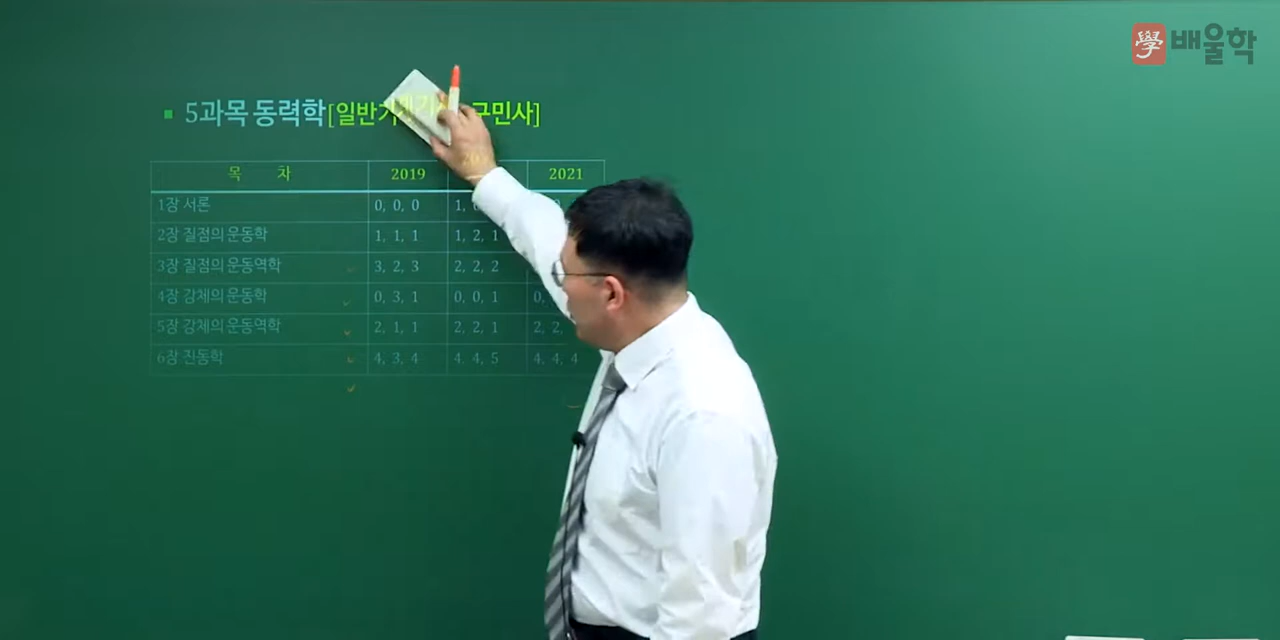 學 배울학
5과목 동력학[일반기계기 구민사]
목 차 2019 2021
1장 서론 0, 0, 0 1,
2장 질점의 운동학 1, 1, 1 1, 2, 1
3장 질점의 운동역학 3, 2, 3 2, 2, 2
4장 강체의 운동학 0, 3, 1 0, 0, 1 0,
5장 강체의 운동역학 2, 1, 1 2, 2, 1 2, 2,
6장 진동학 4, 3, 4 4, 4, 5 4, 4, 4